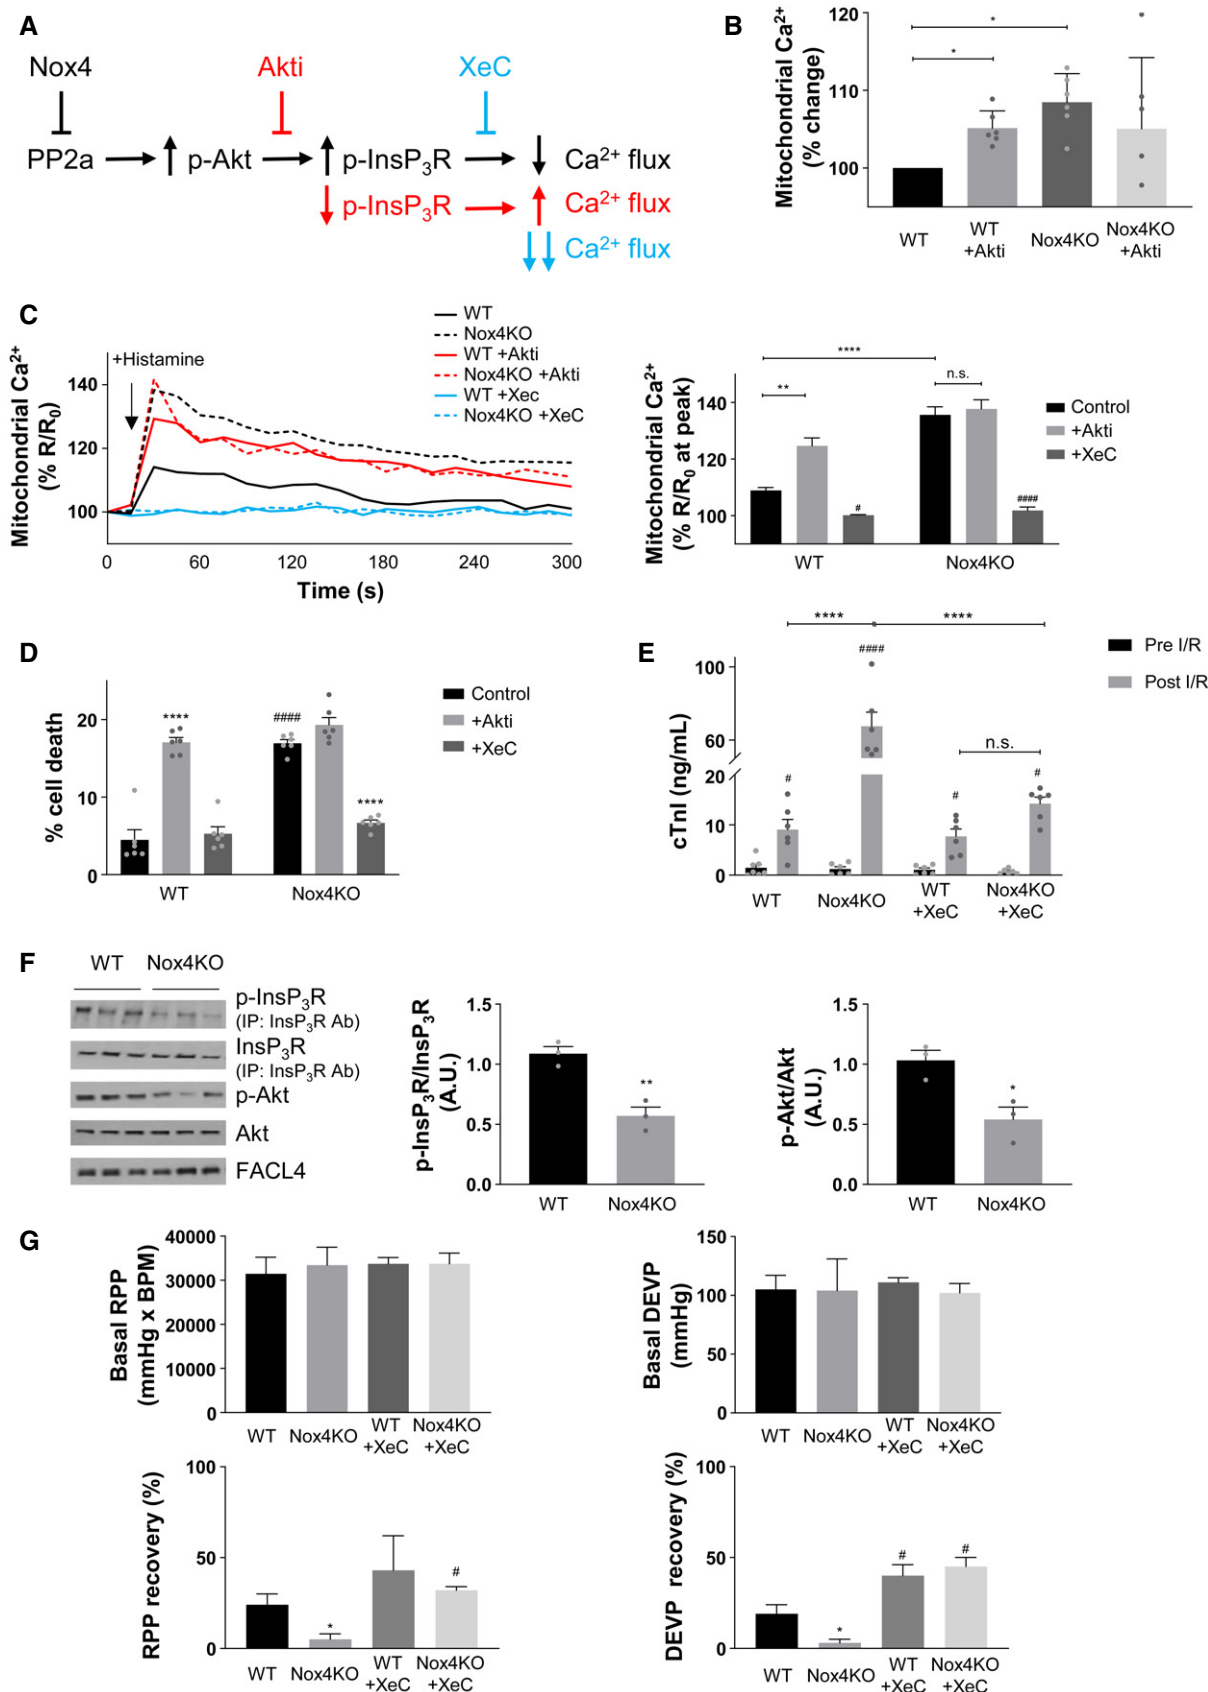 A
Nox4
Akti
XeC
PP2a
p-Akt
p-InsP3R
Ca2+ flux
p-InsP3R
Ca2+ flux
Ca2+ flux
B
Mitochondrial Ca2+
(% change)
120
110
100
*
*
WT
WT
+Akti
Nox4KO
Nox4KO
+Akti
C
Mitochondrial Ca2+
(% R/R0)
+Histamine
140
120
100
0
60
120
180
240
300
Time (s)
WT
Nox4KO
WT +Akti
Nox4KO +Akti
WT +Xec
Nox4KO +XeC
Mitochondrial Ca2+
(% R/R0 at peak)
140
120
100
****
**
n.s.
#
####
WT
Nox4KO
Control
+Akti
+XeC
D
% cell death
20
10
0
****
####
****
WT
Nox4KO
Control
+Akti
+XeC
E
cTnI (ng/mL)
100
60
20
10
0
****
****
####
n.s.
#
#
#
WT
Nox4KO
WT
+XeC
Nox4KO
+XeC
Pre I/R
Post I/R
F
WT
Nox4KO
p-InsP3R
(IP: InsP3R Ab)
InsP3R
(IP: InsP3R Ab)
p-Akt
Akt
FACL4
p-InsP3R/InsP3R
(A.U.)
1.5
1.0
0.5
0.0
**
WT
Nox4KO
p-Akt/Akt
(A.U.)
1.5
1.0
0.5
0.0
*
WT
Nox4KO
G
Basal RPP
(mmHg x BPM)
40000
30000
20000
10000
0
WT
Nox4KO
WT
+XeC
Nox4KO
+XeC
Basal DEVP
(mmHg)
150
100
50
0
WT
Nox4KO
WT
+XeC
Nox4KO
+XeC
RPP recovery (%)
100
50
0
*
#
WT
Nox4KO
WT
+XeC
Nox4KO
+XeC
DEVP recovery (%)
100
50
0
*
#
#
WT
Nox4KO
WT
+XeC
Nox4KO
+XeC